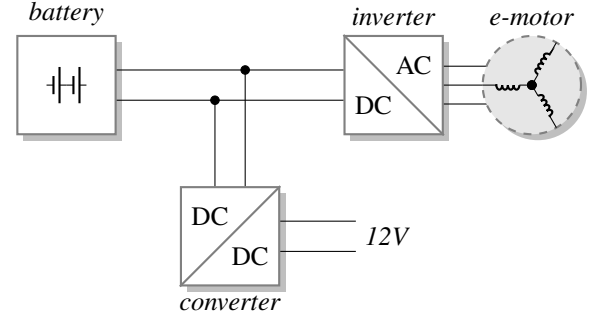 battery
inverter
e-motor
AC
DC
DC
DC
12V
converter